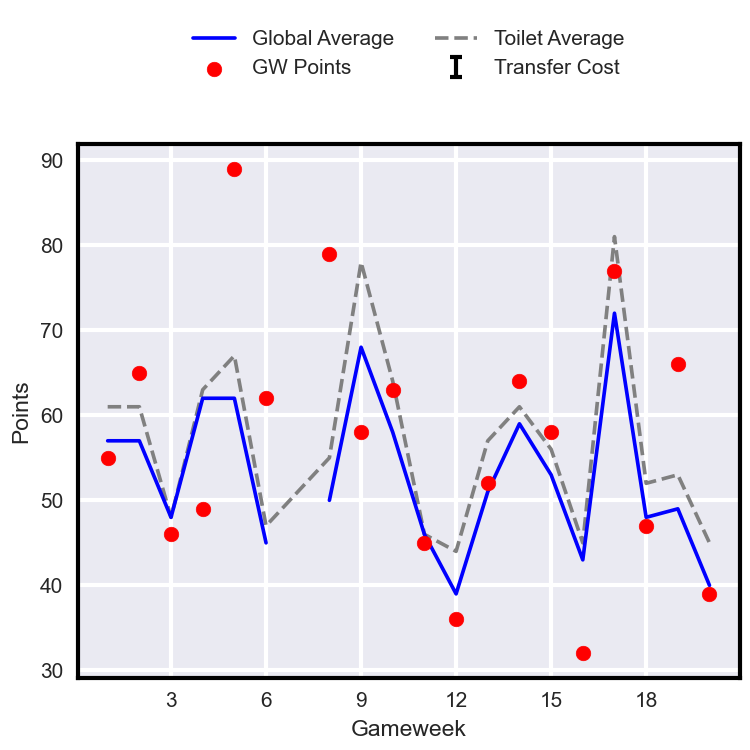 Global Average
Toilet Average
GW Points
Transfer Cost
90
80
70
60
50
40
30
Points
3 6 9 12 15 18
Gameweek